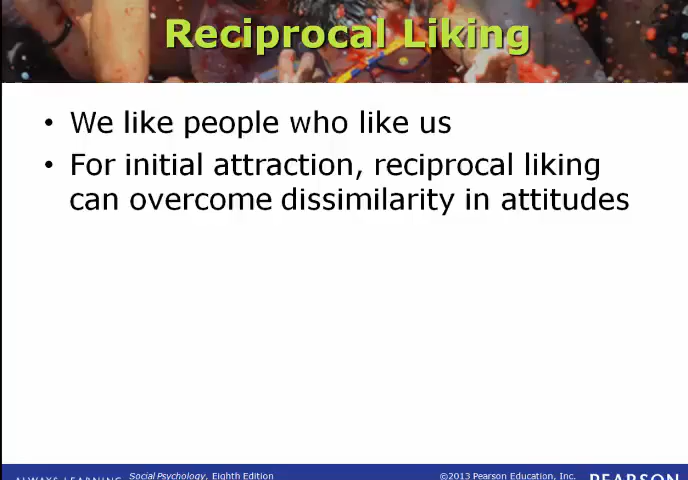 Reciprocal Liking
• We like people who like us
• For initial attraction, reciprocal liking
can overcome dissimilarity in attitudes
ALWAYS LEARNING Social Psychology, Eighth Edition ©2013 Pearson Education, Inc. PEARSON